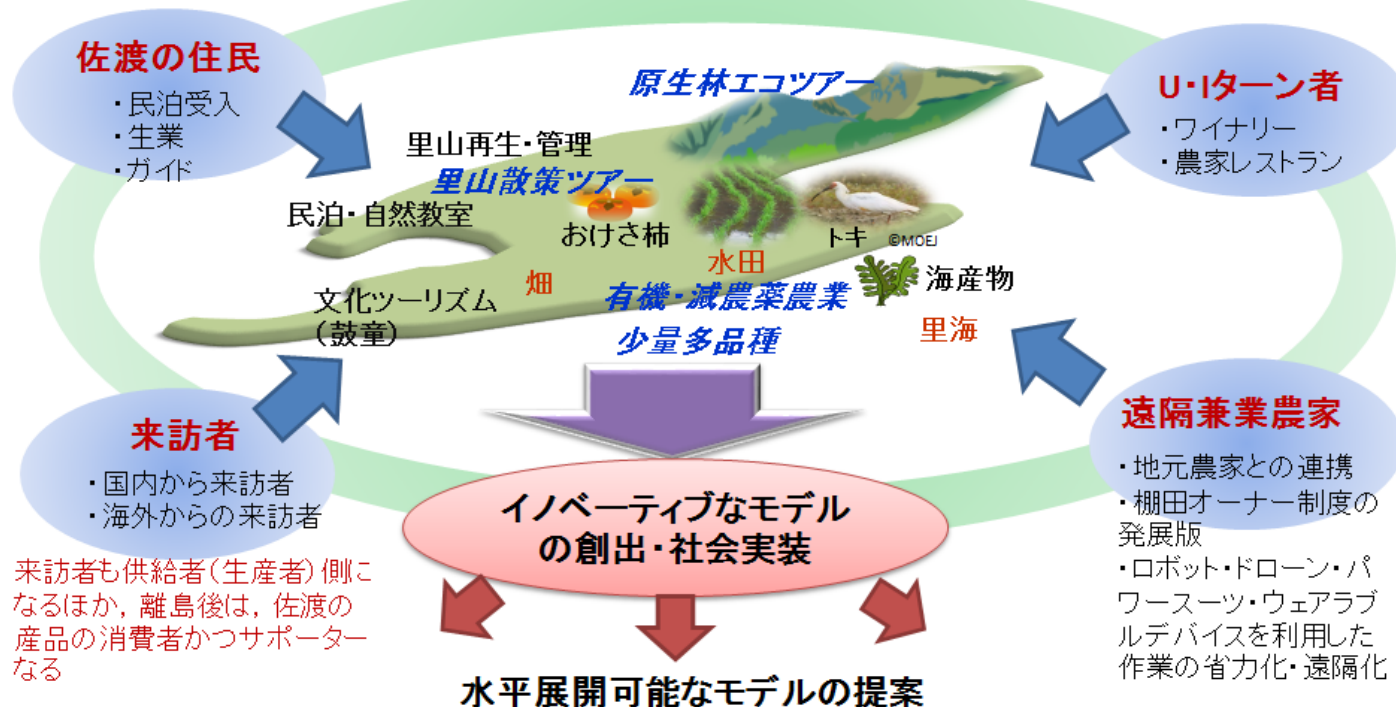 佐渡の住民
・民泊受入
・生業
・ガイド
原生林エコツアー
U・Iターン者
・ワイナリー
・農家レストラン
里山再生・管理
里山散策ツアー
民泊・自然教室
おけさ柿
トキ ©MOEJ
水田
畑
海産物
文化ツーリズム
(鼓童)
有機・減農薬農業
少量多品種
里海
来訪者
・国内から来訪者
・海外からの来訪者
来訪者も供給者(生産者)側に
なるほか, 離島後は, 佐渡の
産品の消費者かつサポーター
なる
遠隔兼業農家
・地元農家との連携
・棚田オーナー制度の
発展版
・ロボット・ドローン・パ
ワースーツ・ウェアラブ
ルデバイスを利用した
作業の省力化・遠隔化
イノベーティブなモデル
の創出・社会実装
水平展開可能なモデルの提案